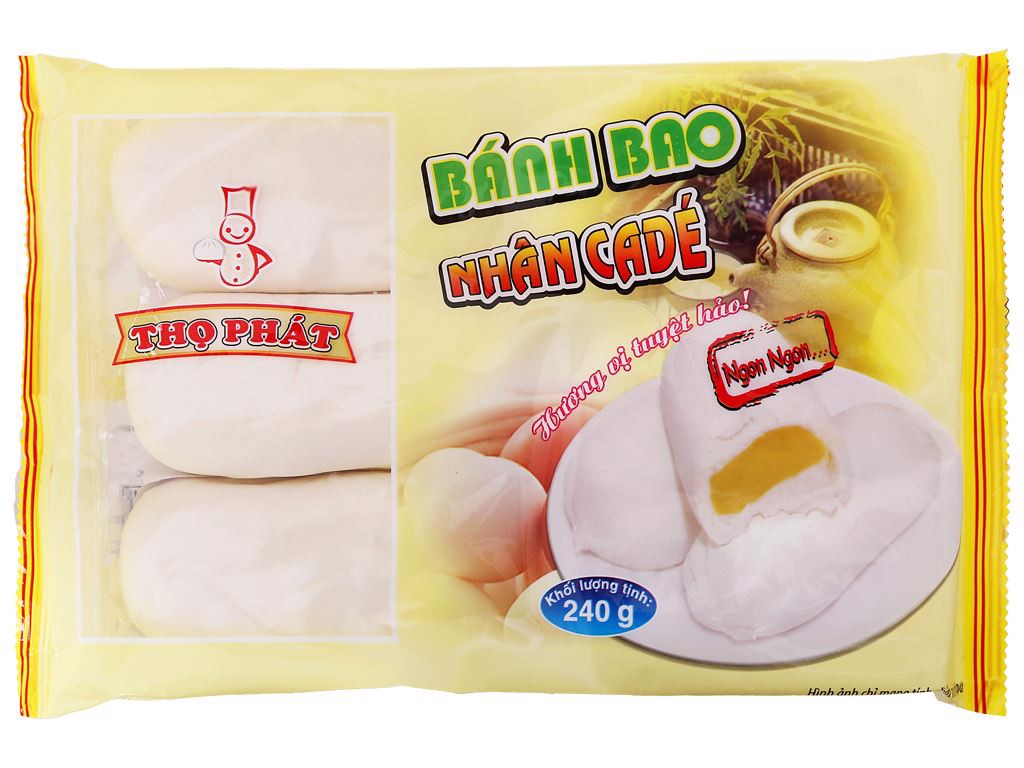 BÁNH BAO
NHÂN CADÉ
THỌ PHÁT
Hương vị tuyệt hảo!
Ngon Ngon...
Khối lượng tịnh:
240 g
Hình ảnh chỉ mang tính